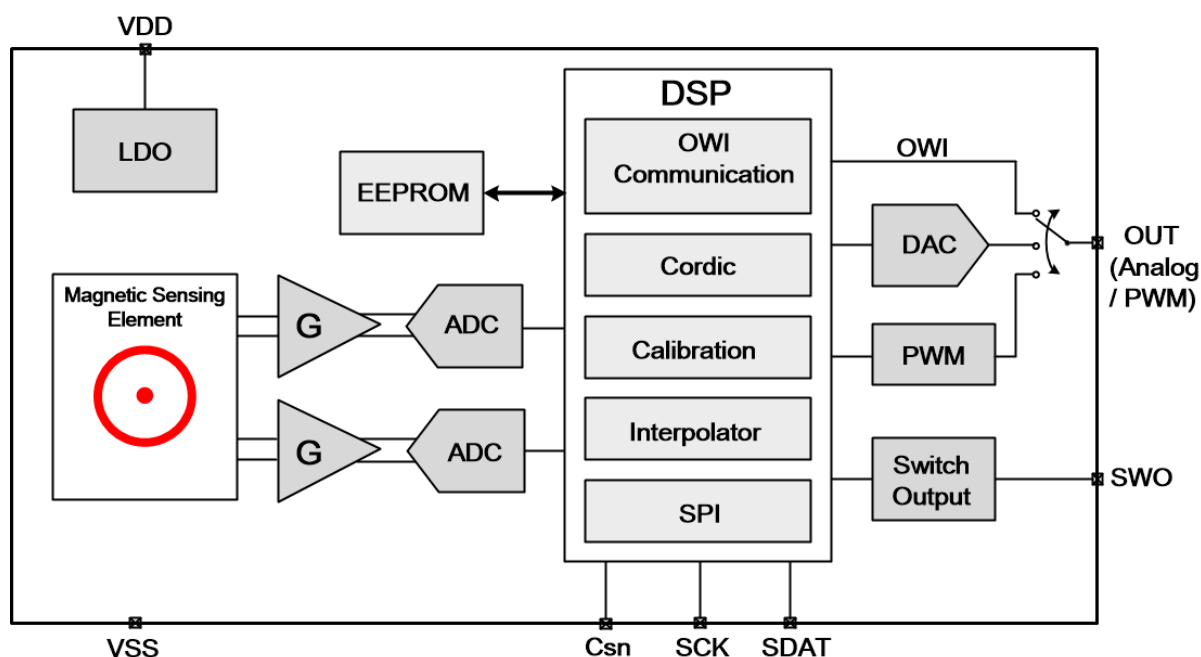 VDD
LDO
EEPROM
Magnetic Sensing
Element
G
ADC
G
ADC
DSP
OWI
Communication
Cordic
Calibration
Interpolator
SPI
OWI
DAC
PWM
Switch
Output
OUT
(Analog
/ PWM)
SWO
VSS
Csn
SCK
SDAT